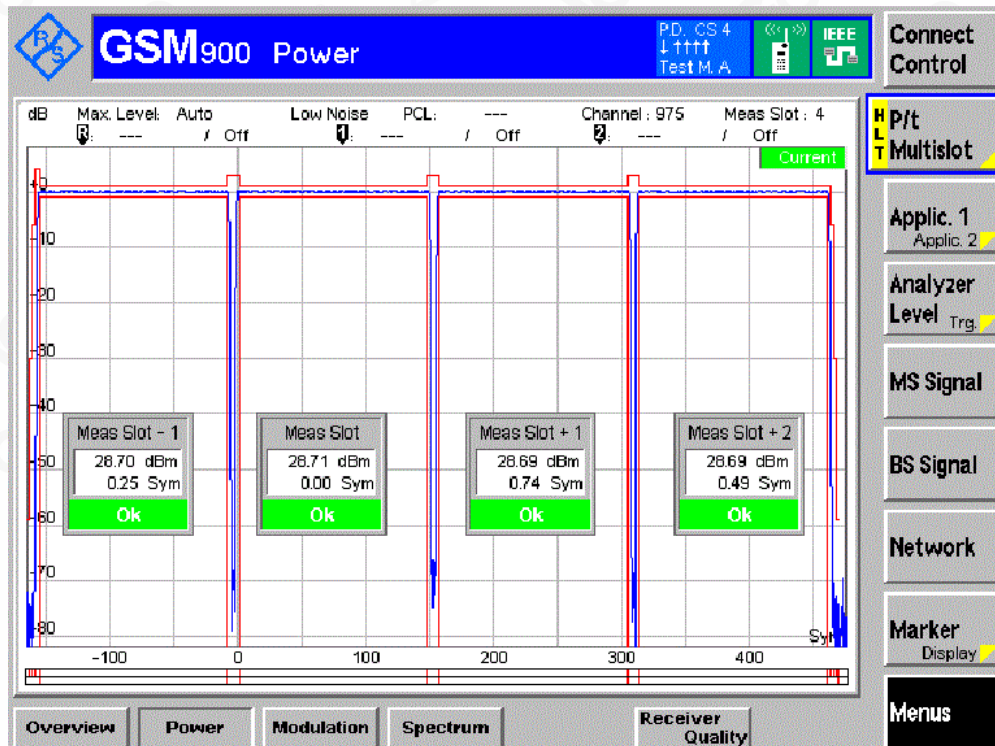 R S
GSM900 Power
P.D. CS 4
↓ ↑↑↑↑
Test M. A.
IEEE
Connect Control
dB Max. Level: Auto Low Noise PCL: --- Channel : 975 Meas Slot : 4
R: --- / Off 1: --- / Off 2: --- / Off
Current
HLT
P/t Multislot
+0
Applic. 1
Applic. 2
-10
Analyzer Level Trg.
-20
-30
MS Signal
-40
Meas Slot - 1 Meas Slot Meas Slot + 1 Meas Slot + 2
28.70 dBm 28.71 dBm 28.69 dBm 28.69 dBm
0.25 Sym 0.00 Sym 0.74 Sym 0.49 Sym
Ok Ok Ok Ok
-50
BS Signal
-60
Network
-70
-80
Marker
Display
-100 0 100 200 300 400
Menus
Overview Power Modulation Spectrum Receiver Quality